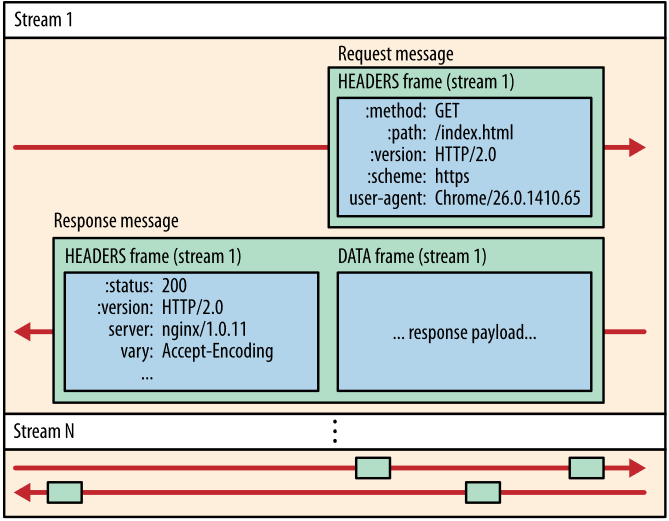 Stream 1
Request message
HEADERS frame (stream 1)
:method: GET
:path: /index.html
:version: HTTP/2.0
:scheme: https
user-agent: Chrome/26.0.1410.65
Response message
HEADERS frame (stream 1)
:status: 200
:version: HTTP/2.0
server: nginx/1.0.11
vary: Accept-Encoding
...
DATA frame (stream 1)
... response payload...
Stream N